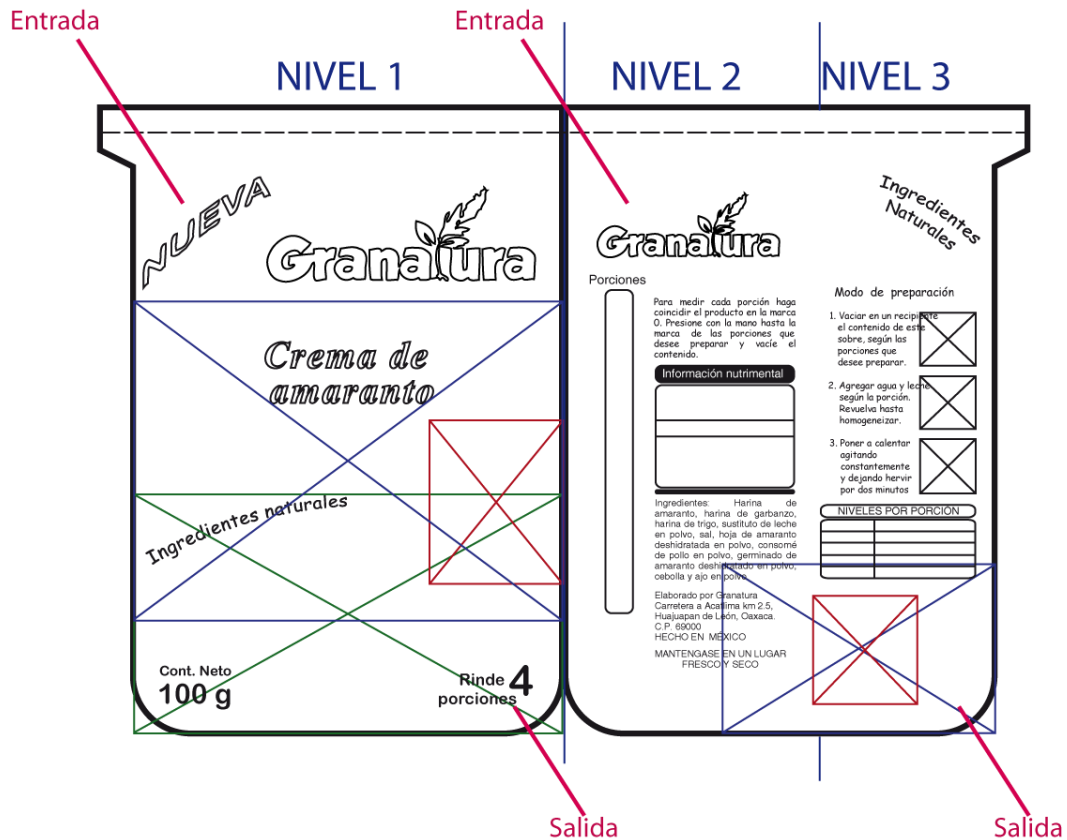 Entrada
Entrada
NIVEL 1
NIVEL 2
NIVEL 3
NUEVA
Granatura
Crema de
amaranto
Ingredientes naturales
Cont. Neto
100 g
Rinde 4
porciones
Salida
Granatura
Porciones
Para medir cada porción haga
coincidir el producto en la marca
0. Presione con la mano hasta la
marca de las porciones que
desee preparar y vacíe el
contenido.
Información nutrimental
Ingredientes: Harina de
amaranto, harina de garbanzo,
harina de trigo, sustituto de leche
en polvo, sal, hoja de amaranto
deshidratada en polvo, consomé
de pollo en polvo, germinado de
amaranto deshidratado en polvo,
cebolla y ajo en polvo
Elaborado por Granatura
Carretera a Acatlima km 2.5,
Huajuapan de León, Oaxaca.
C.P. 69000
HECHO EN MÉXICO
MANTENGASE EN UN LUGAR
FRESCO Y SECO
Ingredientes
Naturales
Modo de preparación
1. Vaciar en un recipiente
el contenido de este
sobre, según las
porciones que
desee preparar.
2. Agregar agua y leche
según la porción.
Revuelva hasta
homogeneizar.
3. Poner a calentar
agitando
constantemente
y dejando hervir
por dos minutos
NIVELES POR PORCIÓN
Salida